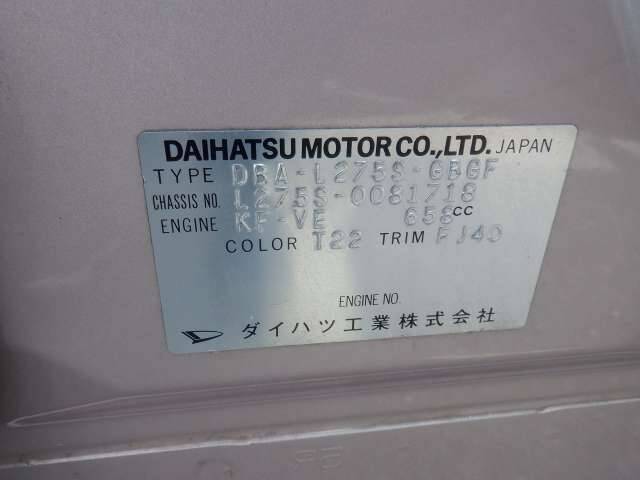 DAIHATSU MOTOR CO.,LTD. JAPAN
TYPE DBA-L275S-GBGF
CHASSIS NO. L275S-0081718
ENGINE KF-VE 658cc
COLOR T22 TRIM FJ40
ENGINE NO.
ダイハツ工業株式会社